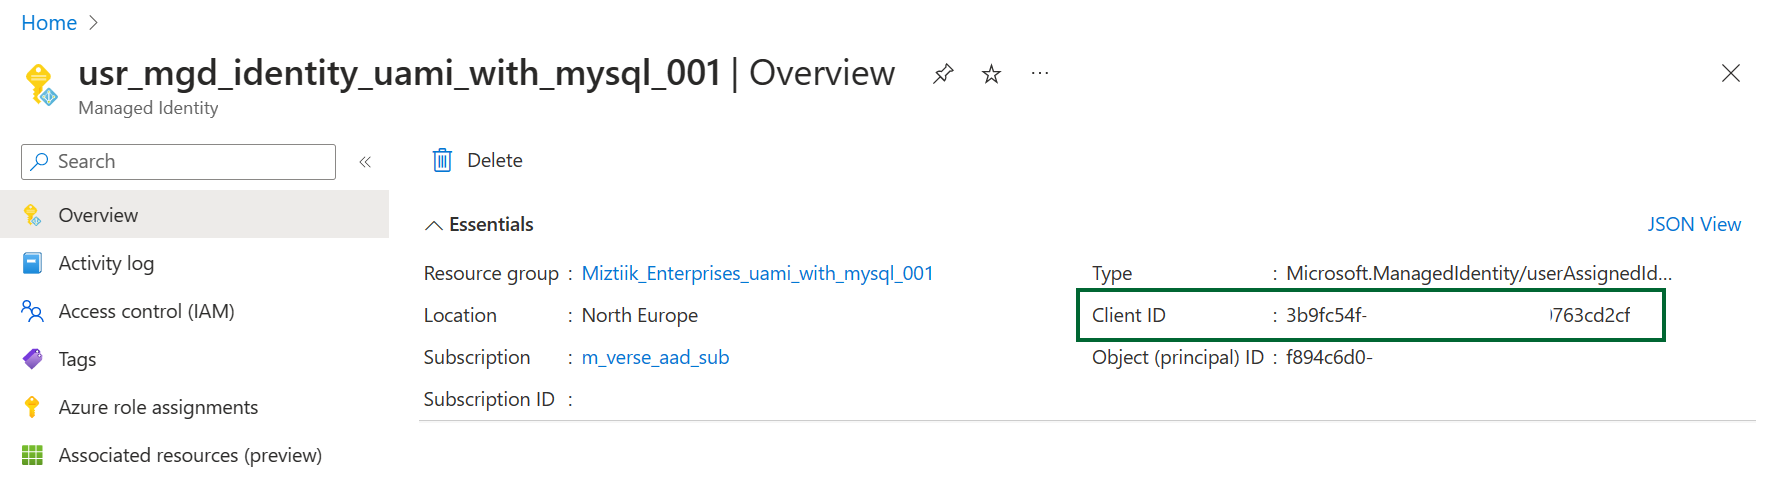 Home
usr_mgd_identity_uami_with_mysql_001 | Overview
Managed Identity
Search
Overview
Activity log
Access control (IAM)
Tags
Azure role assignments
Associated resources (preview)
Delete
Essentials
JSON View
Resource group : Miztiik_Enterprises_uami_with_mysql_001
Location : North Europe
Subscription : m_verse_aad_sub
Subscription ID :
Type : Microsoft.ManagedIdentity/userAssignedId...
Client ID : 3b9fc54f- 763cd2cf
Object (principal) ID : f894c6d0-